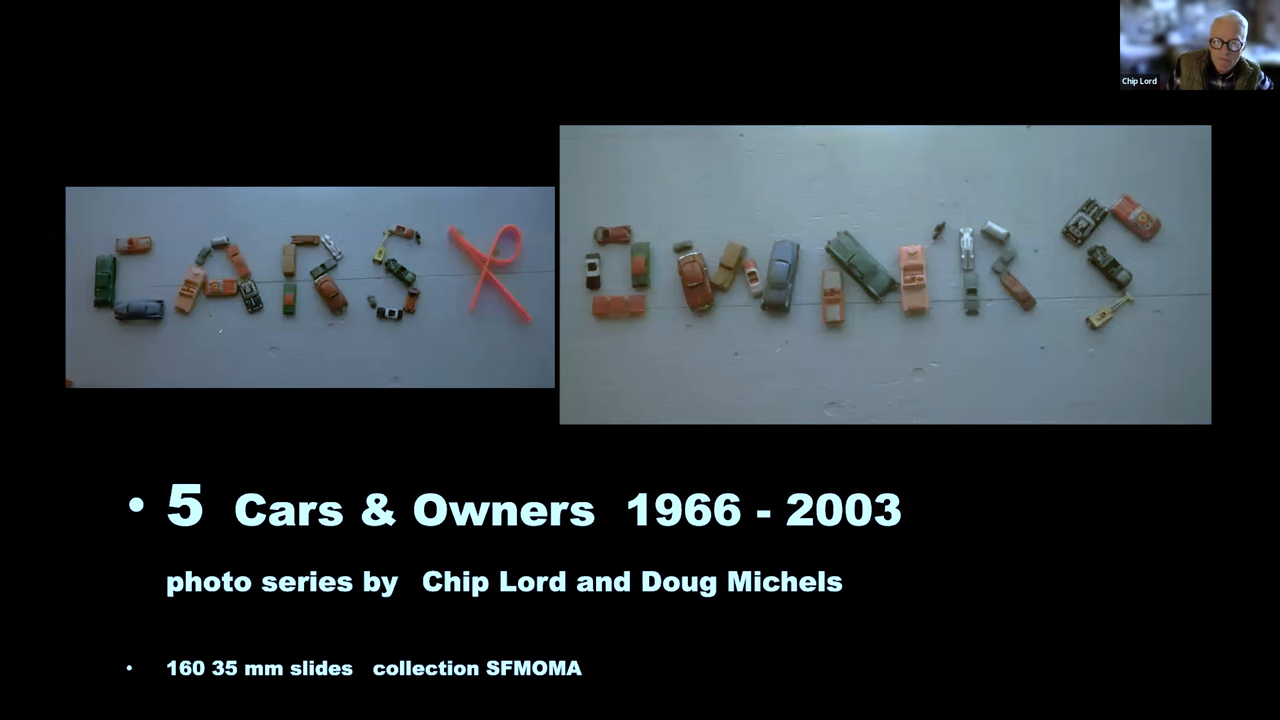 Chip Lord
CARS &
OWNERS
• 5 Cars & Owners 1966 - 2003
photo series by Chip Lord and Doug Michels
• 160 35 mm slides collection SFMOMA